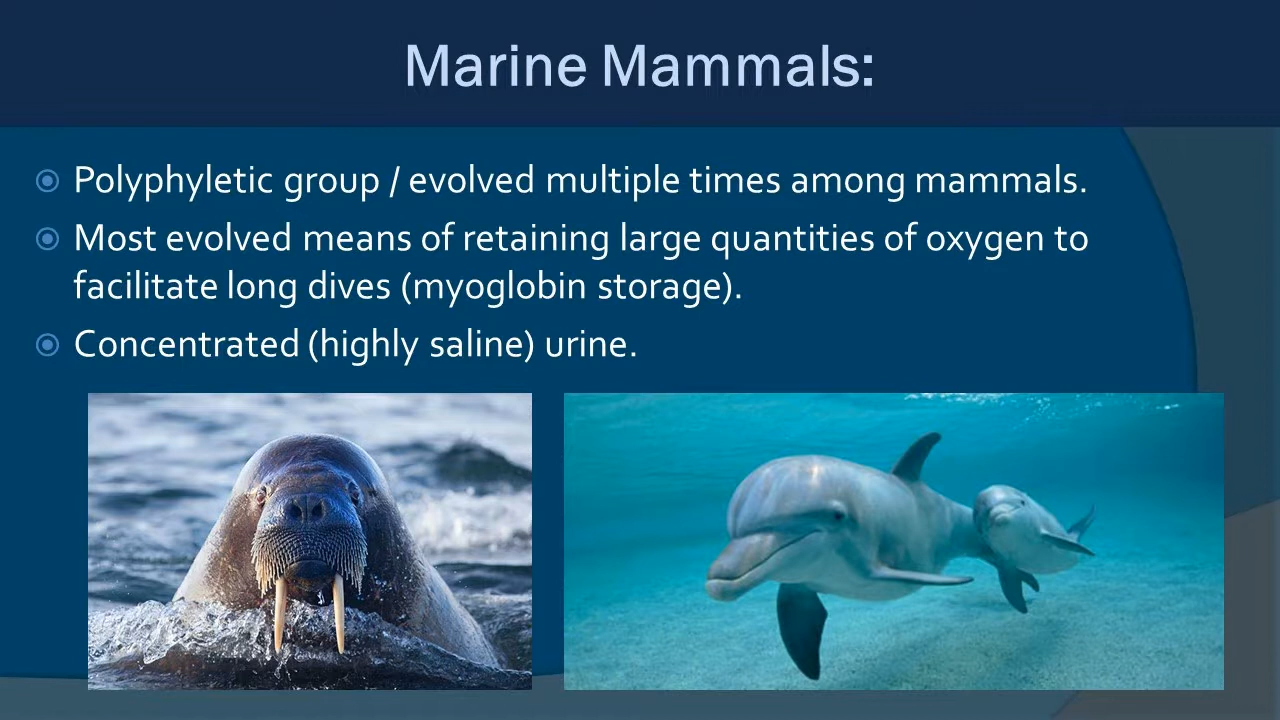 Marine Mammals:
Polyphyletic group / evolved multiple times among mammals.
Most evolved means of retaining large quantities of oxygen to
facilitate long dives (myoglobin storage).
Concentrated (highly saline) urine.